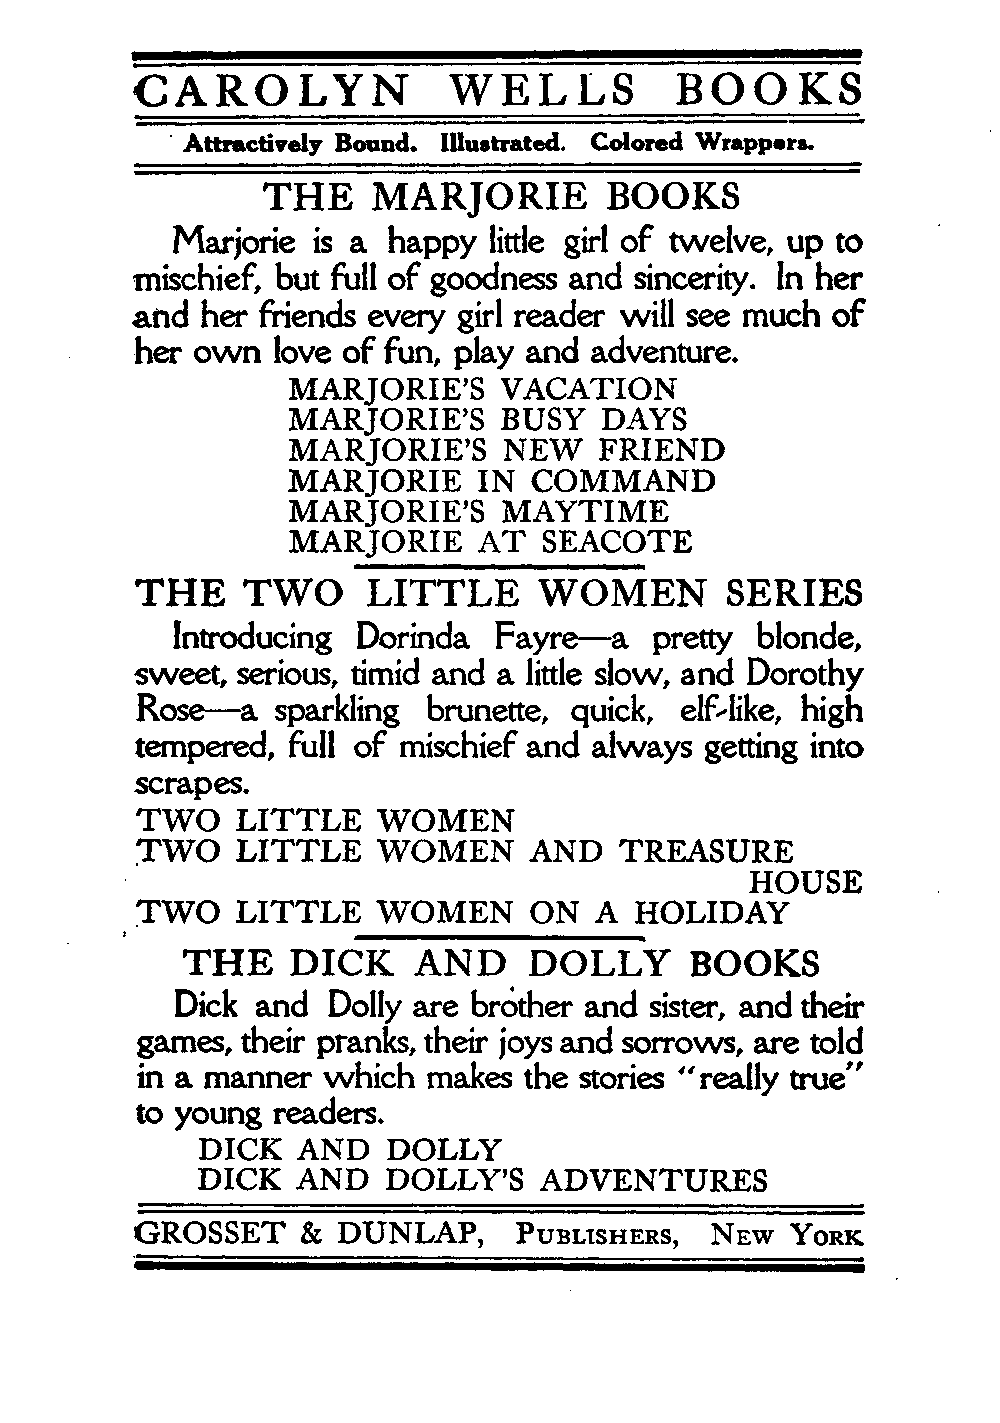 CAROLYN WELLS BOOKS
Attractively Bound. Illustrated. Colored Wrappers.
THE MARJORIE BOOKS
Marjorie is a happy little girl of twelve, up to
mischief, but full of goodness and sincerity. In her
and her friends every girl reader will see much of
her own love of fun, play and adventure.
MARJORIE'S VACATION
MARJORIE'S BUSY DAYS
MARJORIE'S NEW FRIEND
MARJORIE IN COMMAND
MARJORIE'S MAYTIME
MARJORIE AT SEACOTE
THE TWO LITTLE WOMEN SERIES
Introducing Dorinda Fayre—a pretty blonde,
sweet, serious, timid and a little slow, and Dorothy
Rose—a sparkling brunette, quick, elf-like, high
tempered, full of mischief and always getting into
scrapes.
TWO LITTLE WOMEN
TWO LITTLE WOMEN AND TREASURE
HOUSE
TWO LITTLE WOMEN ON A HOLIDAY
THE DICK AND DOLLY BOOKS
Dick and Dolly are brother and sister, and their
games, their pranks, their joys and sorrows, are told
in a manner which makes the stories "really true"
to young readers.
DICK AND DOLLY
DICK AND DOLLY'S ADVENTURES
GROSSET & DUNLAP, PUBLISHERS, NEW YORK